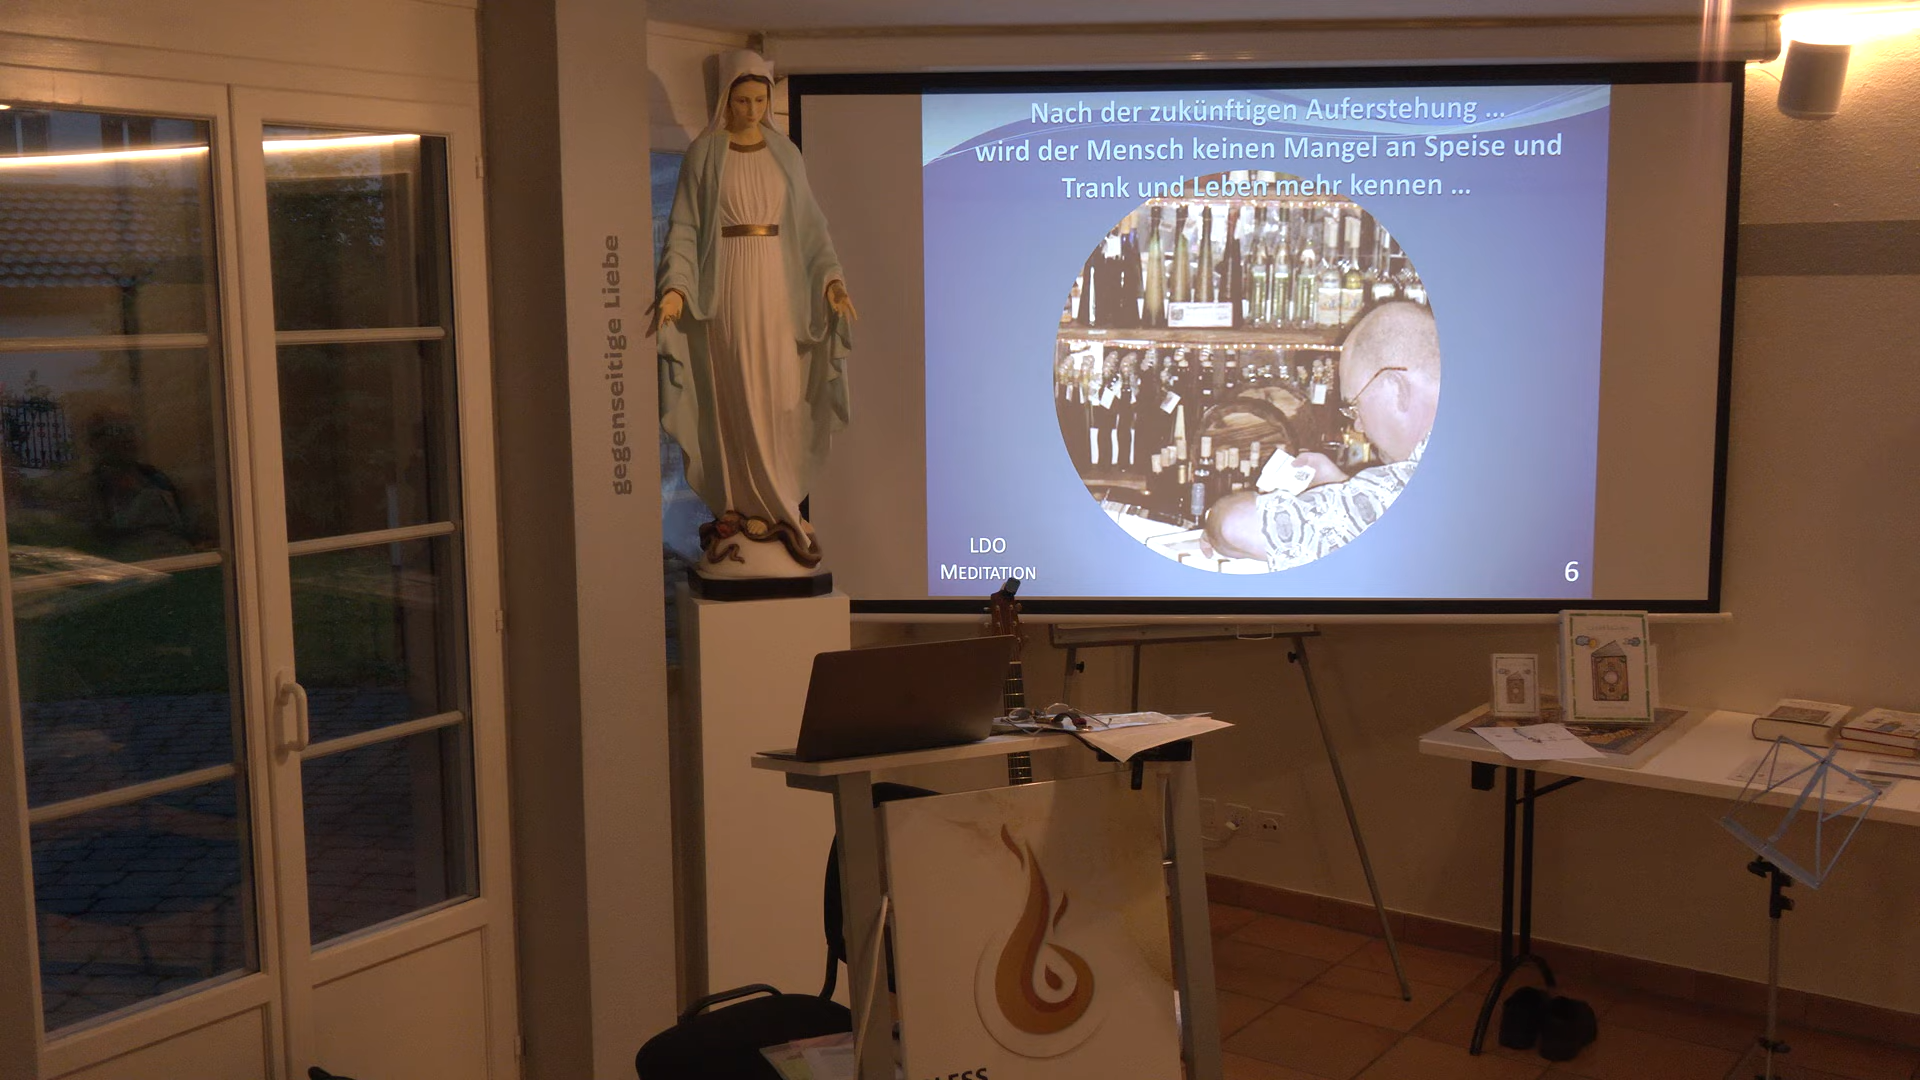 Nach der zukünftigen Auferstehung ...
wird der Mensch keinen Mangel an Speise und
Trank und Leben mehr kennen ...
LDO
MEDITATION
6
gegenseitige Liebe